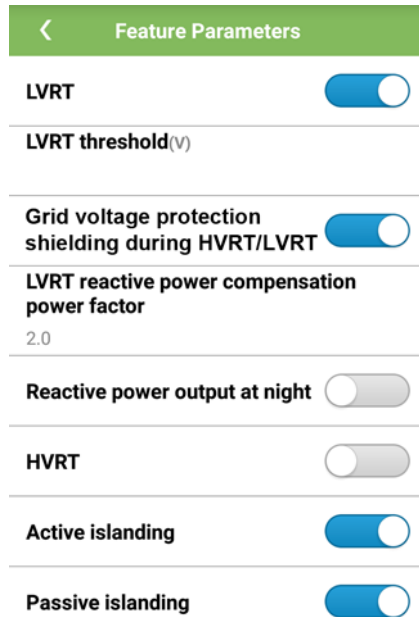 Feature Parameters
LVRT
LVRT threshold(V)
Grid voltage protection
shielding during HVRT/LVRT
LVRT reactive power compensation
power factor
2.0
Reactive power output at night
HVRT
Active islanding
Passive islanding